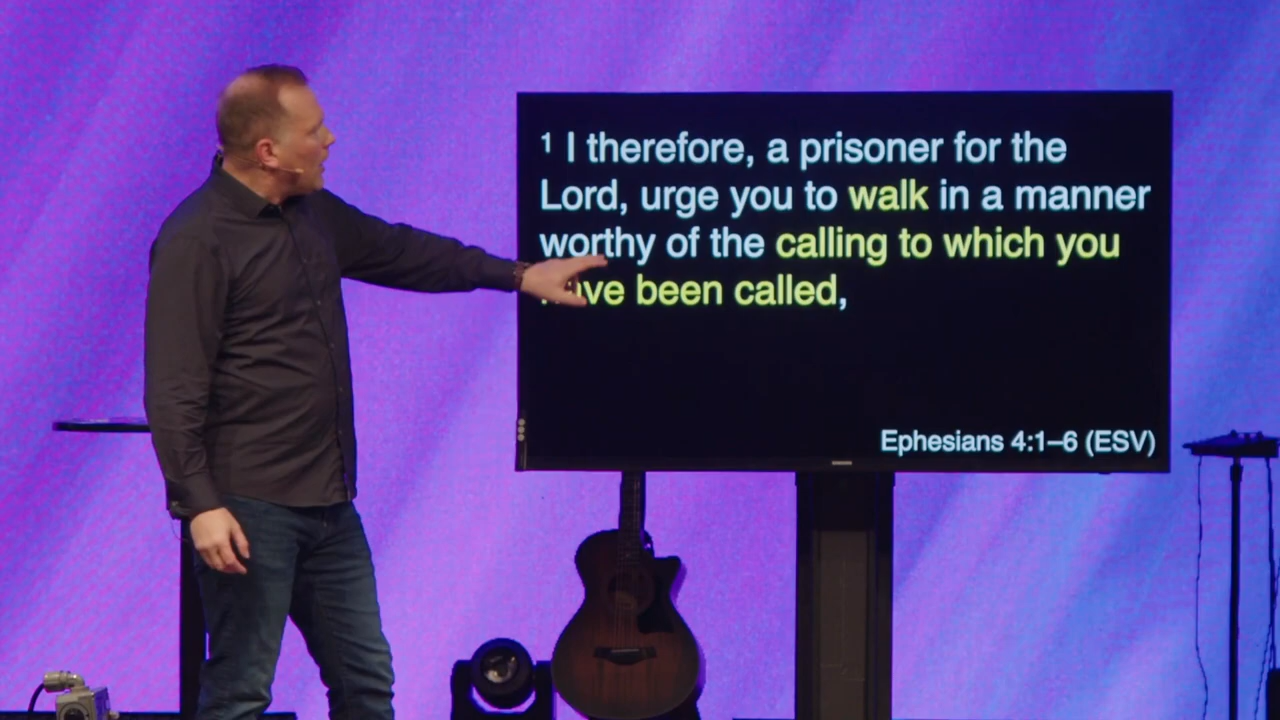 1 I therefore, a prisoner for the
Lord, urge you to walk in a manner
worthy of the calling to which you
have been called,
Ephesians 4:1–6 (ESV)